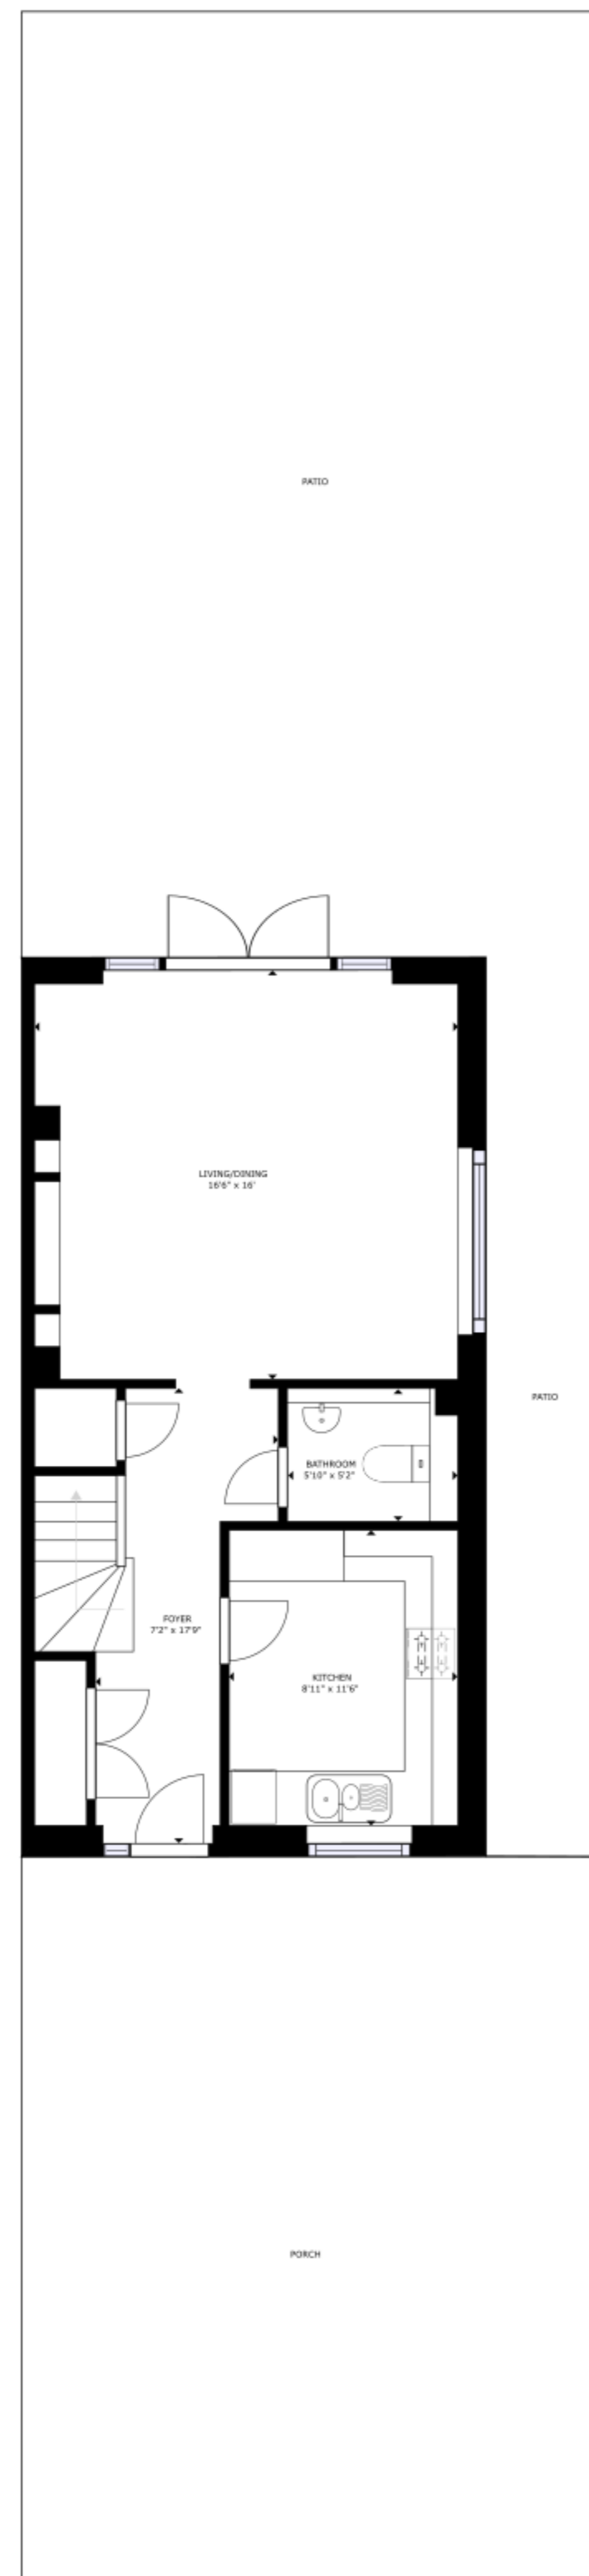 PATIO
LIVING/DINING
16'6" x 16'
PATIO
BATHROOM
5'10" x 5'2"
FOYER
7'2" x 17'9"
KITCHEN
8'11" x 11'6"
PORCH